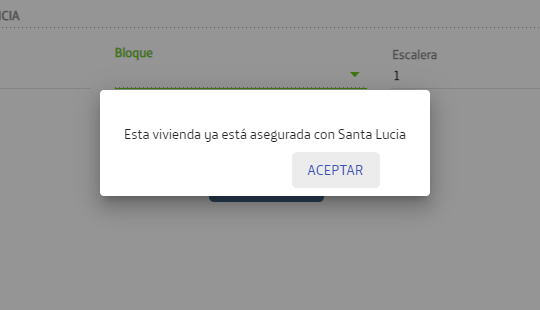 Bloque
Escalera
1
Esta vivienda ya está asegurada con Santa Lucia
ACEPTAR